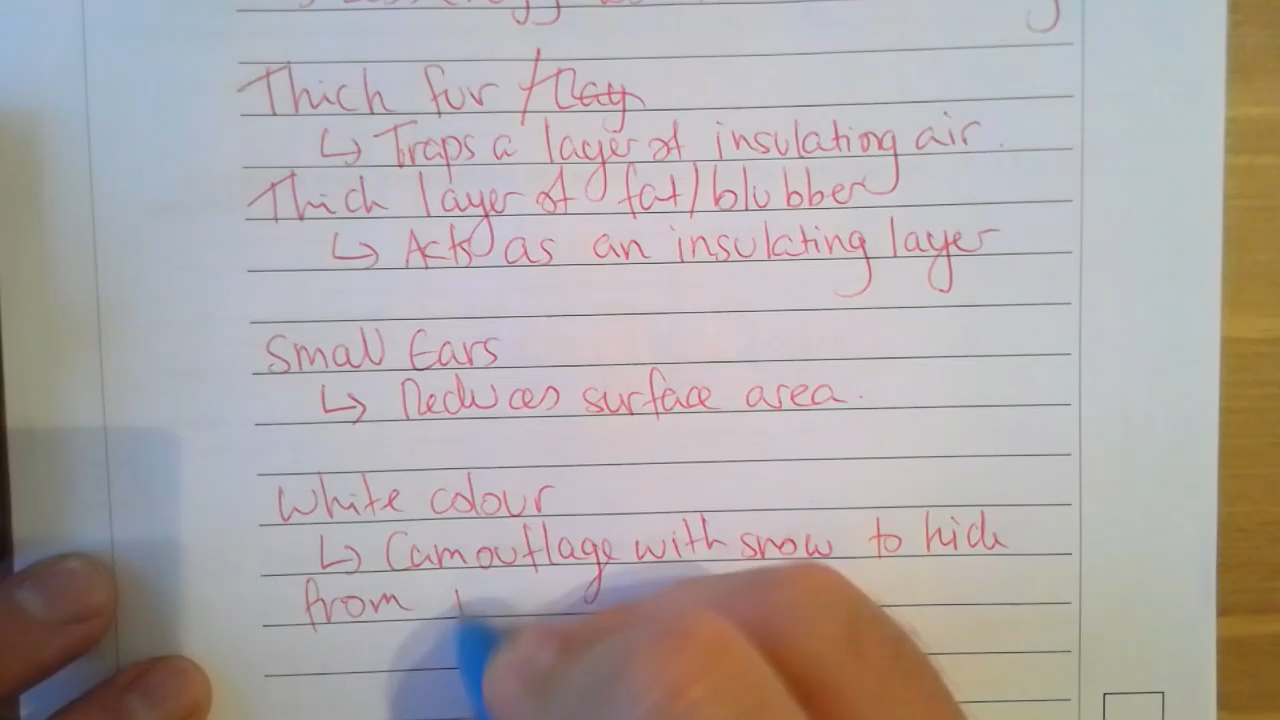 Thick fur
↳ Traps a layer of insulating air.
Thick layer of fat/blubber
↳ Acts as an insulating layer
Small Ears
↳ Reduces surface area.
White colour
↳ Camouflage with snow to hide
from